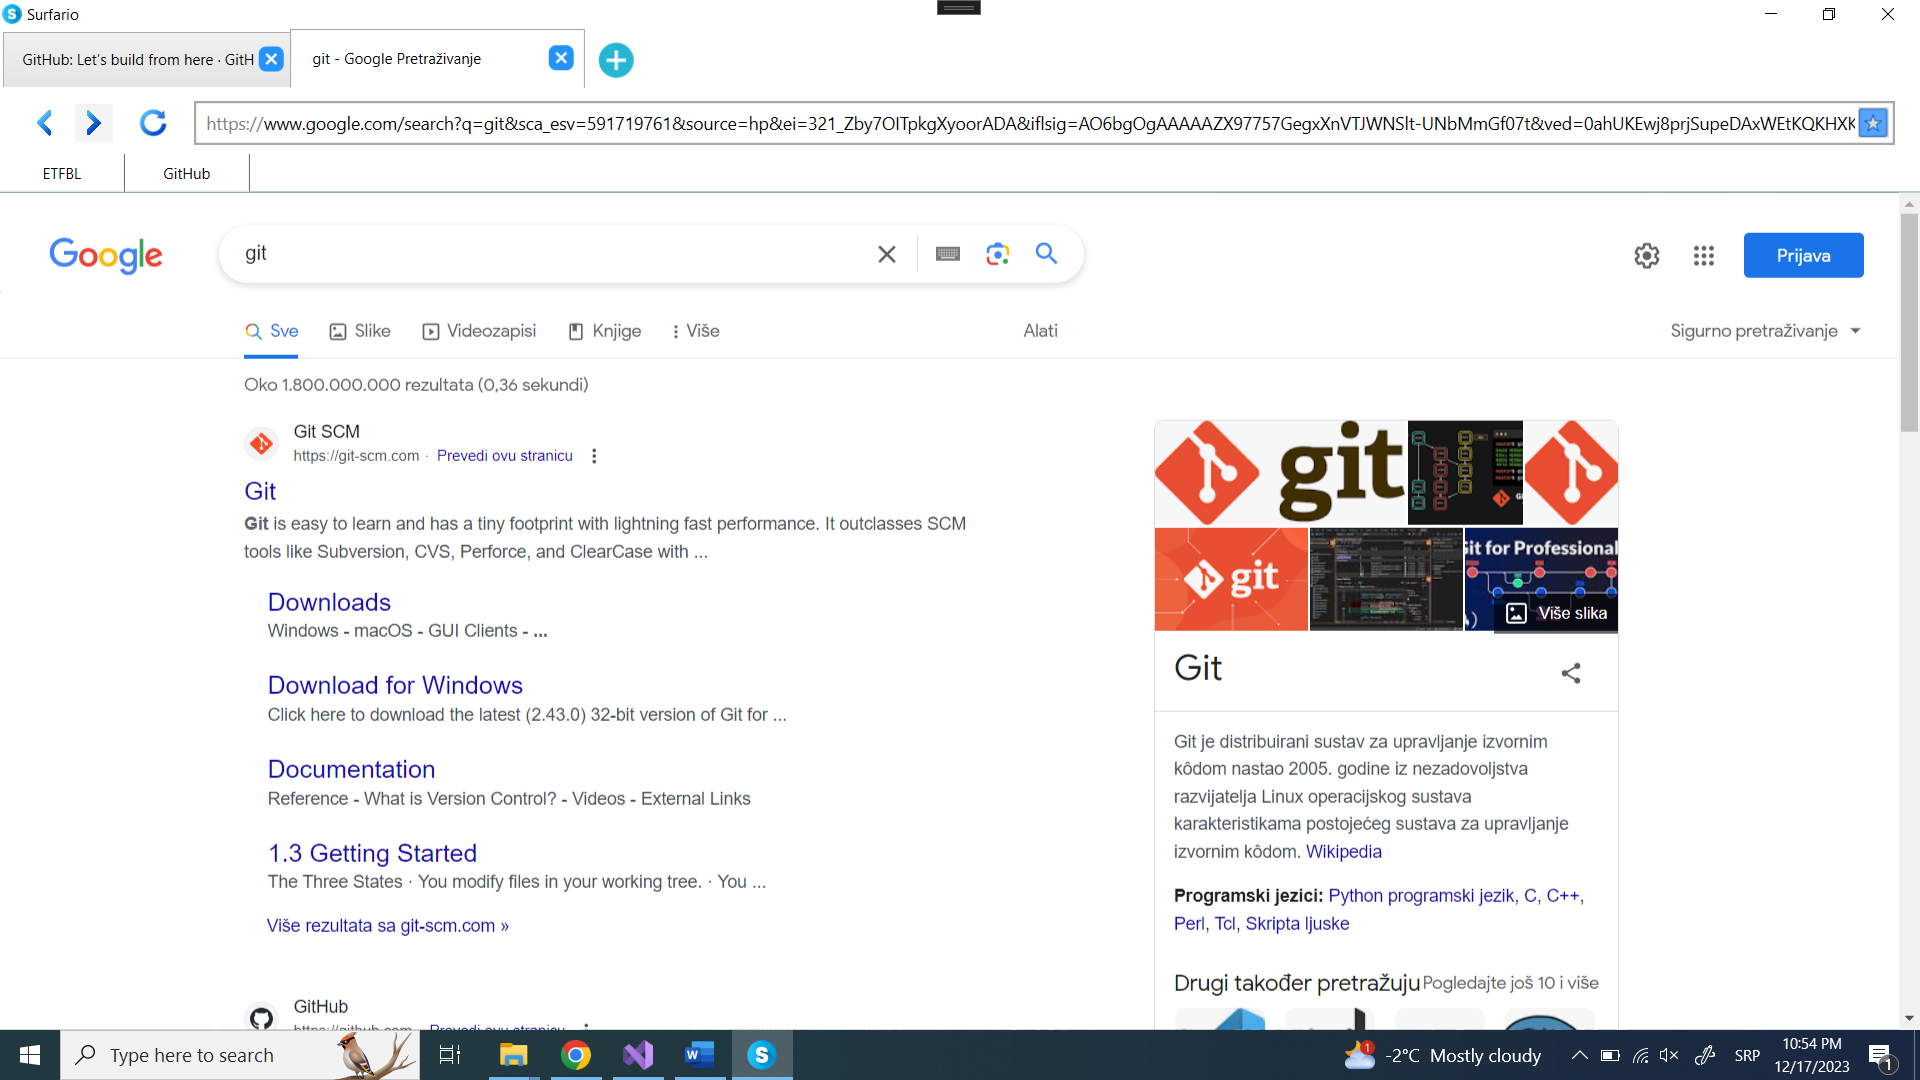 Surfario
GitHub: Let's build from here · GitH
git - Google Pretraživanje
https://www.google.com/search?q=git&sca_esv=591719761&source=hp&ei=321_Zby7OITpkgXyoorADA&iflsig=AO6bgOgAAAAAZX97757GegxXnVTJWNSlt-UNbMmGf07t&ved=0ahUKEwj8prjSupeDAxWEtKQKHXK
ETFBL
GitHub
Google
git
Prijava
Sve
Slike
Videozapisi
Knjige
Više
Alati
Sigurno pretraživanje
Oko 1.800.000.000 rezultata (0,36 sekundi)
Git SCM
https://git-scm.com · Prevedi ovu stranicu
Git
Git is easy to learn and has a tiny footprint with lightning fast performance. It outclasses SCM
tools like Subversion, CVS, Perforce, and ClearCase with ...
Downloads
Windows - macOS - GUI Clients - ...
Download for Windows
Click here to download the latest (2.43.0) 32-bit version of Git for ...
Documentation
Reference - What is Version Control? - Videos - External Links
1.3 Getting Started
The Three States · You modify files in your working tree. · You ...
Više rezultata sa git-scm.com »
GitHub
https://github.com Prevedi ovu stranicu
git
git
Git for Professional
Više slika
Git
Git je distribuirani sustav za upravljanje izvornim
kôdom nastao 2005. godine iz nezadovoljstva
razvijatelja Linux operacijskog sustava
karakteristikama postojećeg sustava za upravljanje
izvornim kôdom. Wikipedia
Programski jezici: Python programski jezik, C, C++,
Perl, Tcl, Skripta ljuske
Drugi također pretražuju
Pogledajte još 10 i više
Type here to search
1
-2°C Mostly cloudy
SRP
10:54 PM
12/17/2023
1